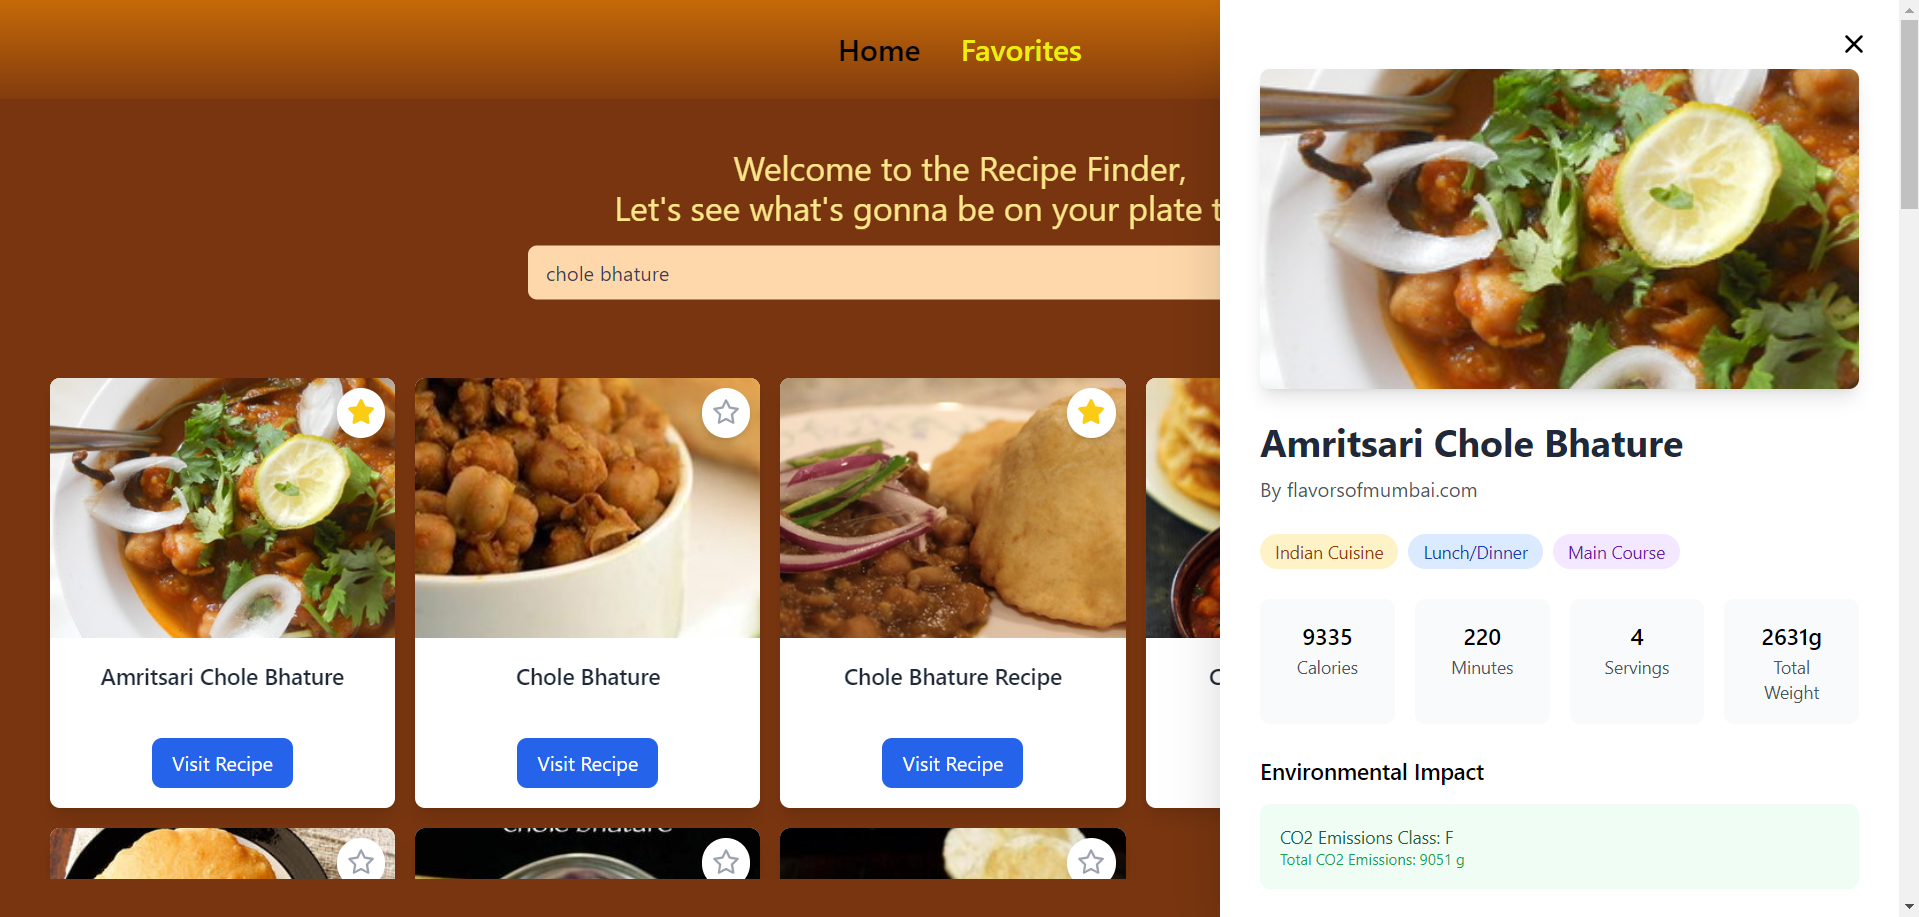 Home
Favorites
Welcome to the Recipe Finder,
Let's see what's gonna be on your plate
chole bhature
Amritsari Chole Bhature
Visit Recipe
Chole Bhature
Visit Recipe
Chole Bhature Recipe
Visit Recipe
chole bhature
Amritsari Chole Bhature
By flavorsofmumbai.com
Indian Cuisine
Lunch/Dinner
Main Course
9335
Calories
220
Minutes
4
Servings
2631g
Total
Weight
Environmental Impact
CO2 Emissions Class: F
Total CO2 Emissions: 9051 g